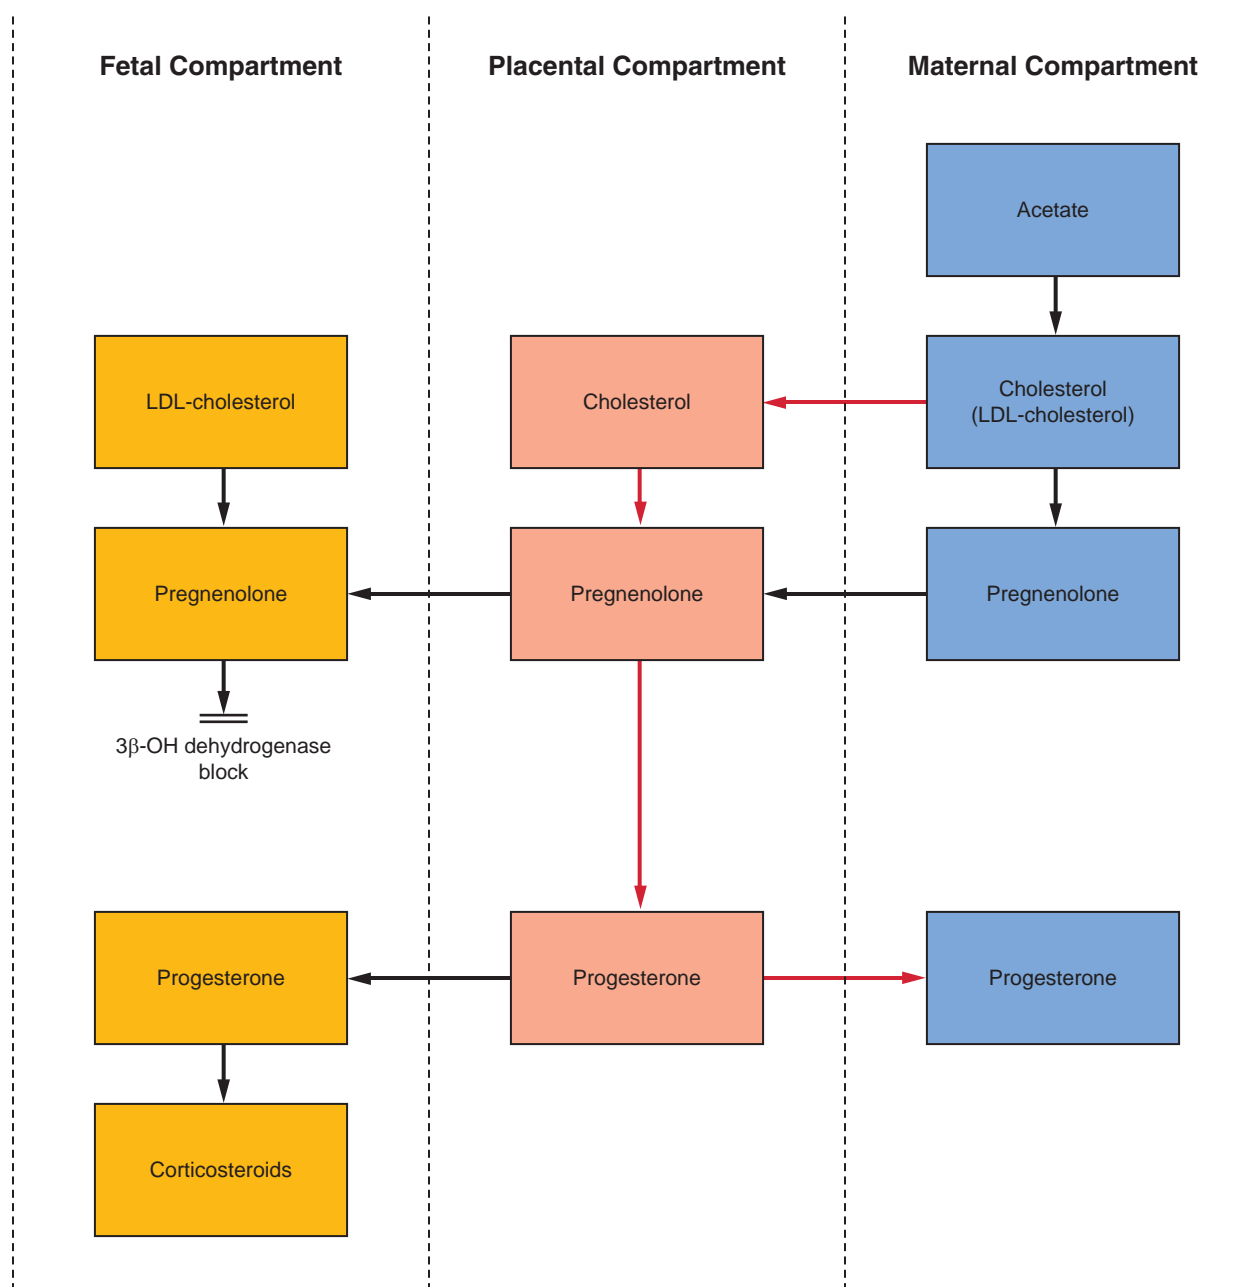 Fetal Compartment
Placental Compartment
Maternal Compartment
Acetate
LDL-cholesterol
Cholesterol
Cholesterol
(LDL-cholesterol)
Pregnenolone
Pregnenolone
Pregnenolone
3β-OH dehydrogenase
block
Progesterone
Progesterone
Progesterone
Corticosteroids